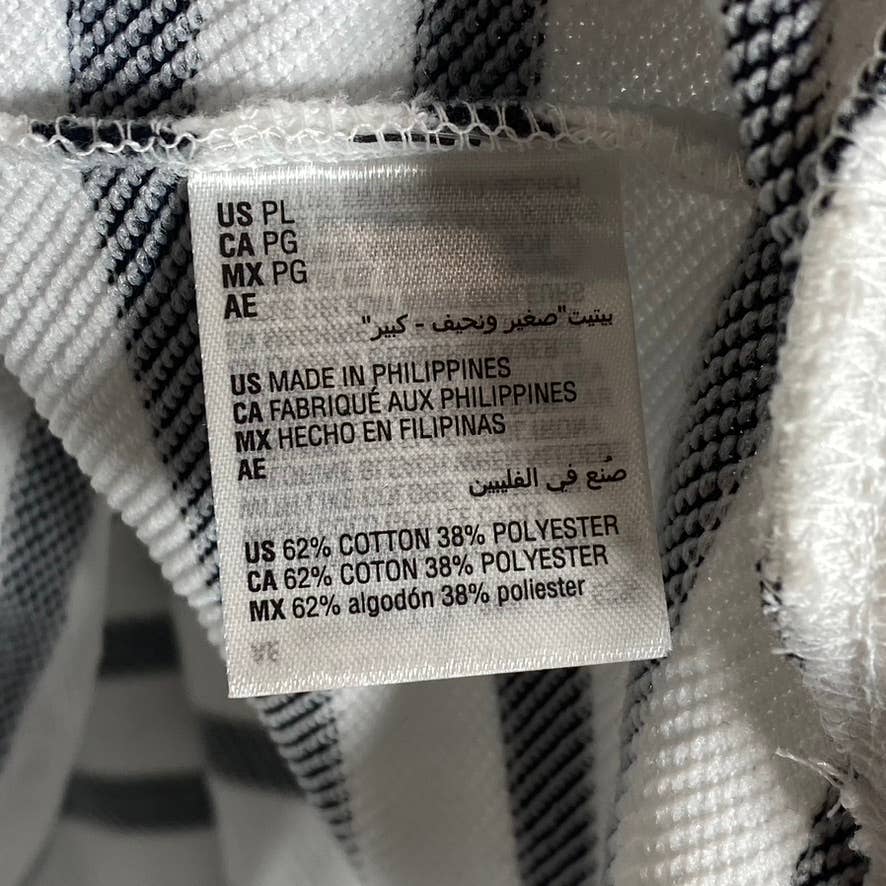 US PL
CA PG
MX PG
AE
بيتيت"صغير ونحيف - كبير"
US MADE IN PHILIPPINES
CA FABRIQUÉ AUX PHILIPPINES
MX HECHO EN FILIPINAS
AE
صُنع في الفليبين
US 62% COTTON 38% POLYESTER
CA 62% COTON 38% POLYESTER
MX 62% algodón 38% poliester